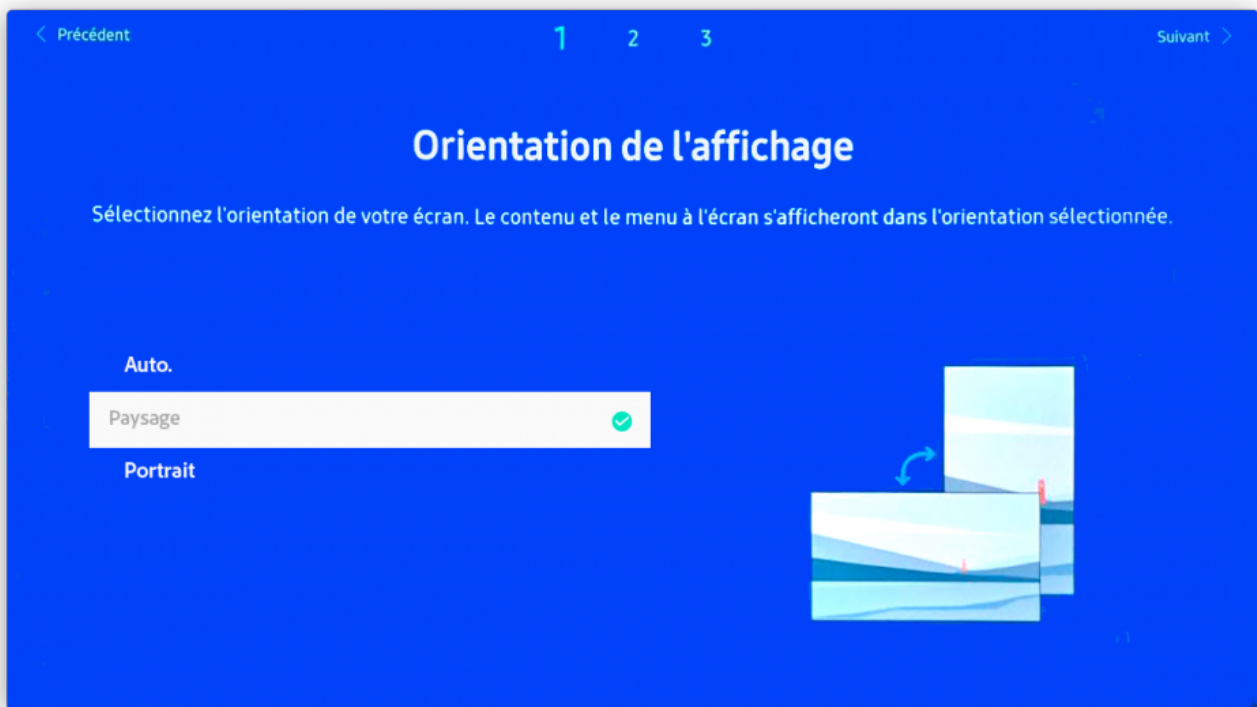 Précédent
1 2 3
Suivant
Orientation de l'affichage
Sélectionnez l'orientation de votre écran. Le contenu et le menu à l'écran s'afficheront dans l'orientation sélectionnée.
Auto.
Paysage
Portrait